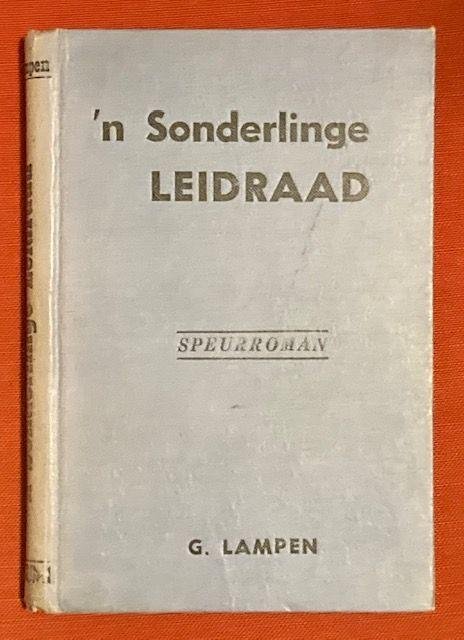 'n Sonderlinge
LEIDRAAD
SPEURROMAN
G. LAMPEN